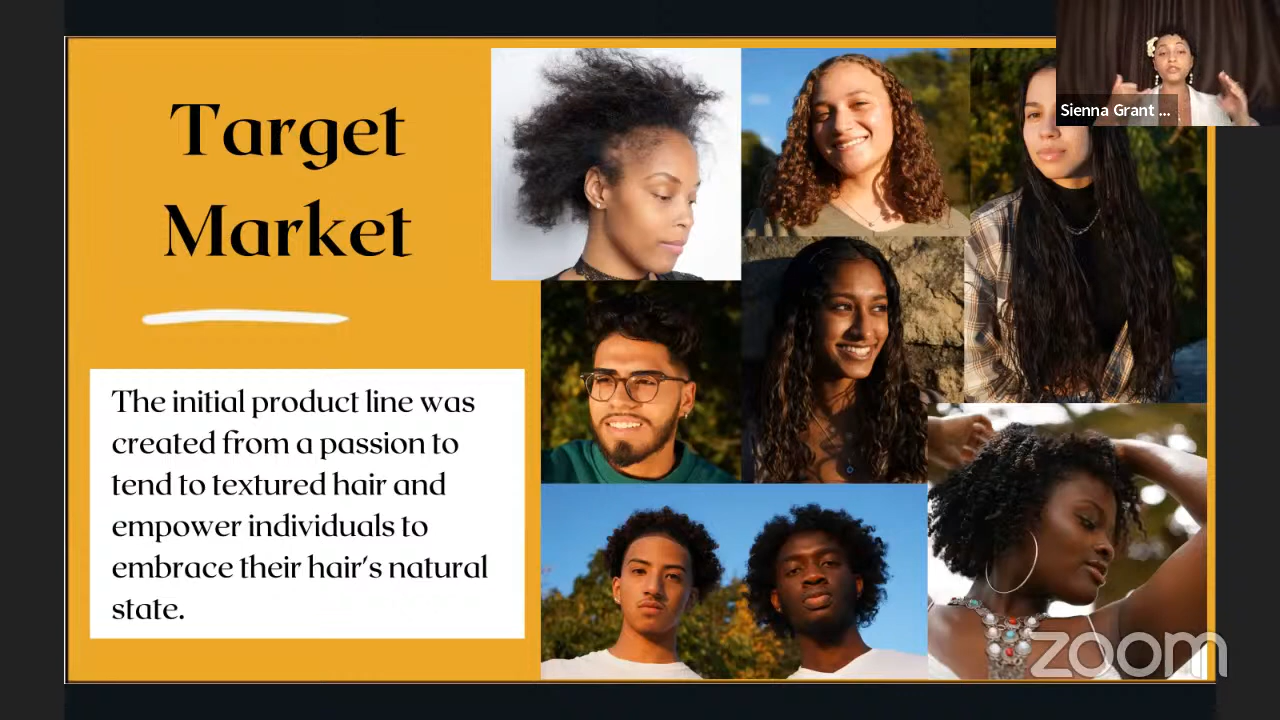 Target
Market
The initial product line was
created from a passion to
tend to textured hair and
empower individuals to
embrace their hair's natural
state.
Sienna Grant ...
zoom